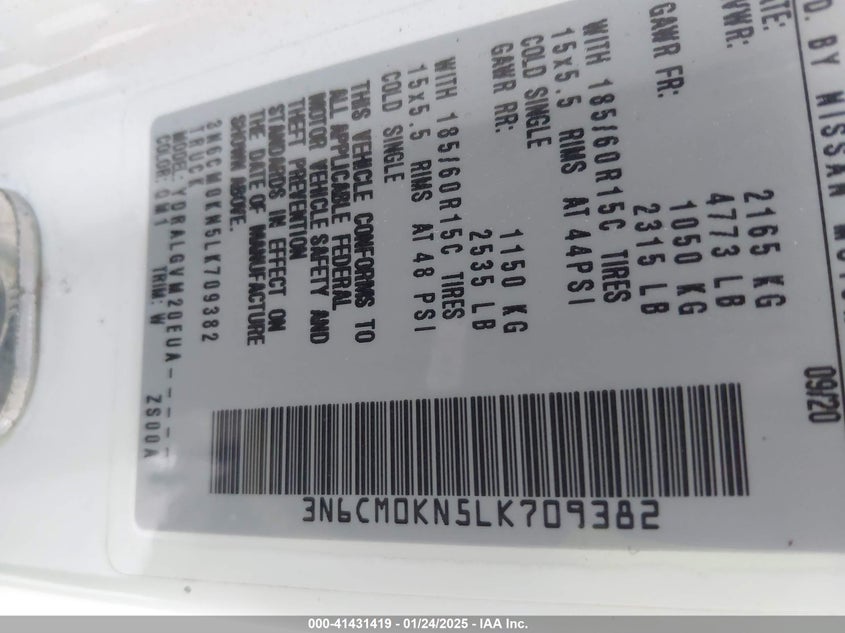 D. BY NISSAN
09/20
ATE:
VWR:
2165 KG
4773 LB
GAWR FR:
1050 KG
2315 LB
WITH 185/60R15C TIRES
15x5.5 RIMS AT 44PSI
COLD SINGLE
GAWR RR:
1150 KG
2535 LB
WITH 185/60R15C TIRES
15x5.5 RIMS AT 48 PSI
COLD SINGLE
THIS VEHICLE CONFORMS TO
ALL APPLICABLE FEDERAL
MOTOR VEHICLE SAFETY AND
THEFT PREVENTION
STANDARDS IN EFFECT ON
THE DATE OF MANUFACTURE
SHOWN ABOVE.
3N6CM0KN5LK709382
TRUCK
MODEL: YDRALGVM20EUA-----
COLOR: QM1 TRIM: W ZS00A
3N6CM0KN5LK709382
000-41431419 - 01/24/2025 - IAA Inc.